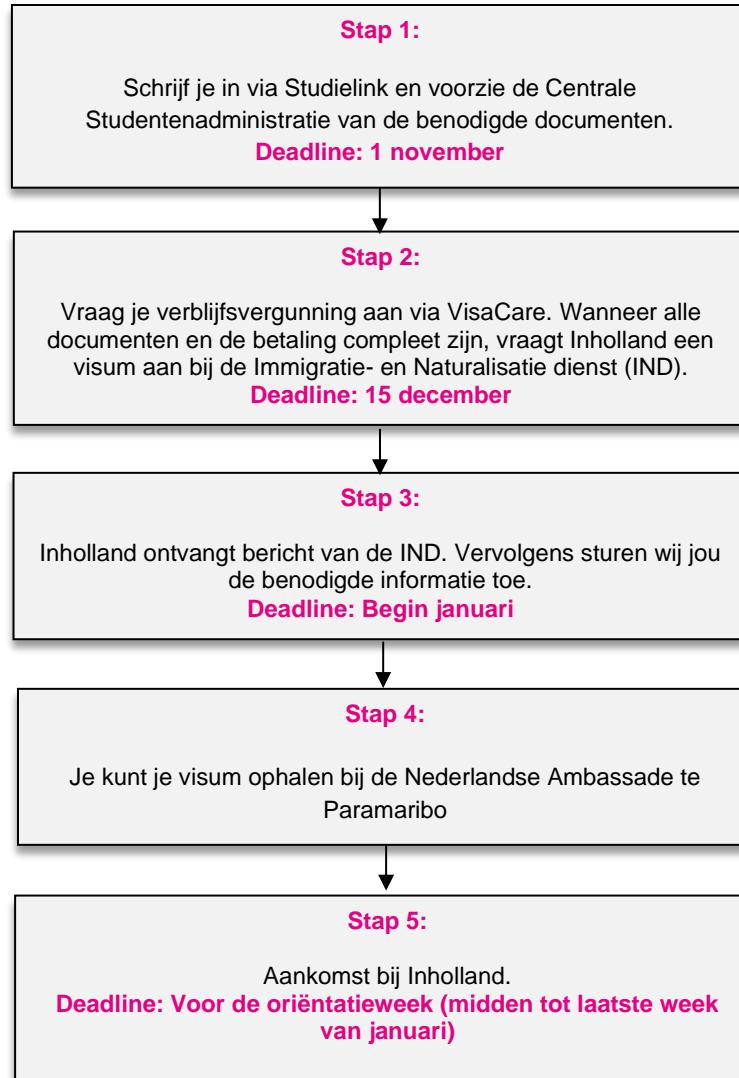 Stap 1:
Schrijf je in via Studielink en voorzie de Centrale
Studentenadministratie van de benodigde documenten.
Deadline: 1 november
Stap 2:
Vraag je verblijfsvergunning aan via VisaCare. Wanneer alle
documenten en de betaling compleet zijn, vraagt Inholland een
visum aan bij de Immigratie- en Naturalisatie dienst (IND).
Deadline: 15 december
Stap 3:
Inholland ontvangt bericht van de IND. Vervolgens sturen wij jou
de benodigde informatie toe.
Deadline: Begin januari
Stap 4:
Je kunt je visum ophalen bij de Nederlandse Ambassade te
Paramaribo
Stap 5:
Aankomst bij Inholland.
Deadline: Voor de oriëntatieweek (midden tot laatste week
van januari)